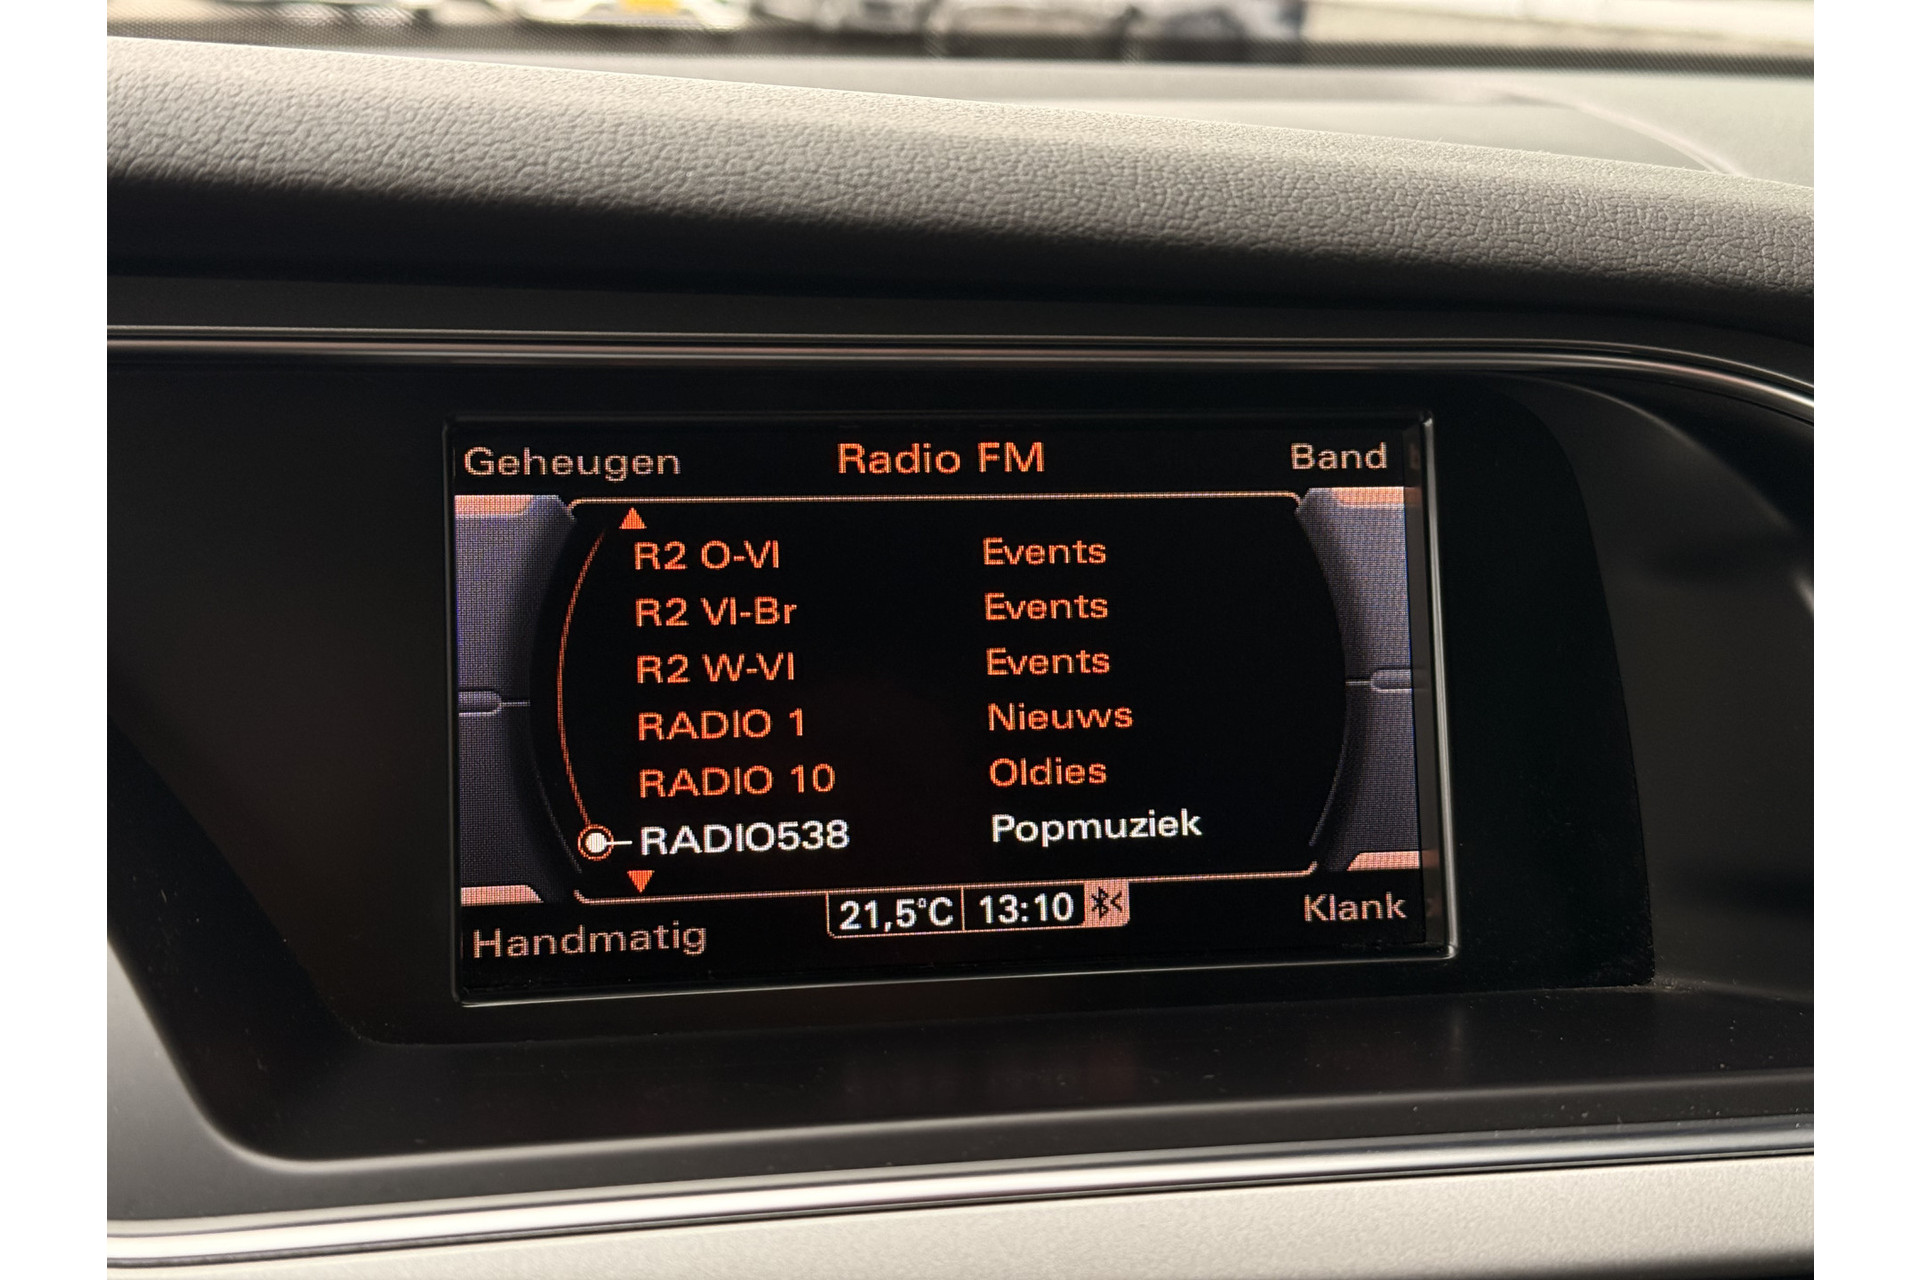 Geheugen Radio FM Band
R2 O-Vl Events
R2 Vl-Br Events
R2 W-Vl Events
RADIO 1 Nieuws
RADIO 10 Oldies
RADIO538 Popmuziek
Handmatig 21,5°C 13:10 Klank